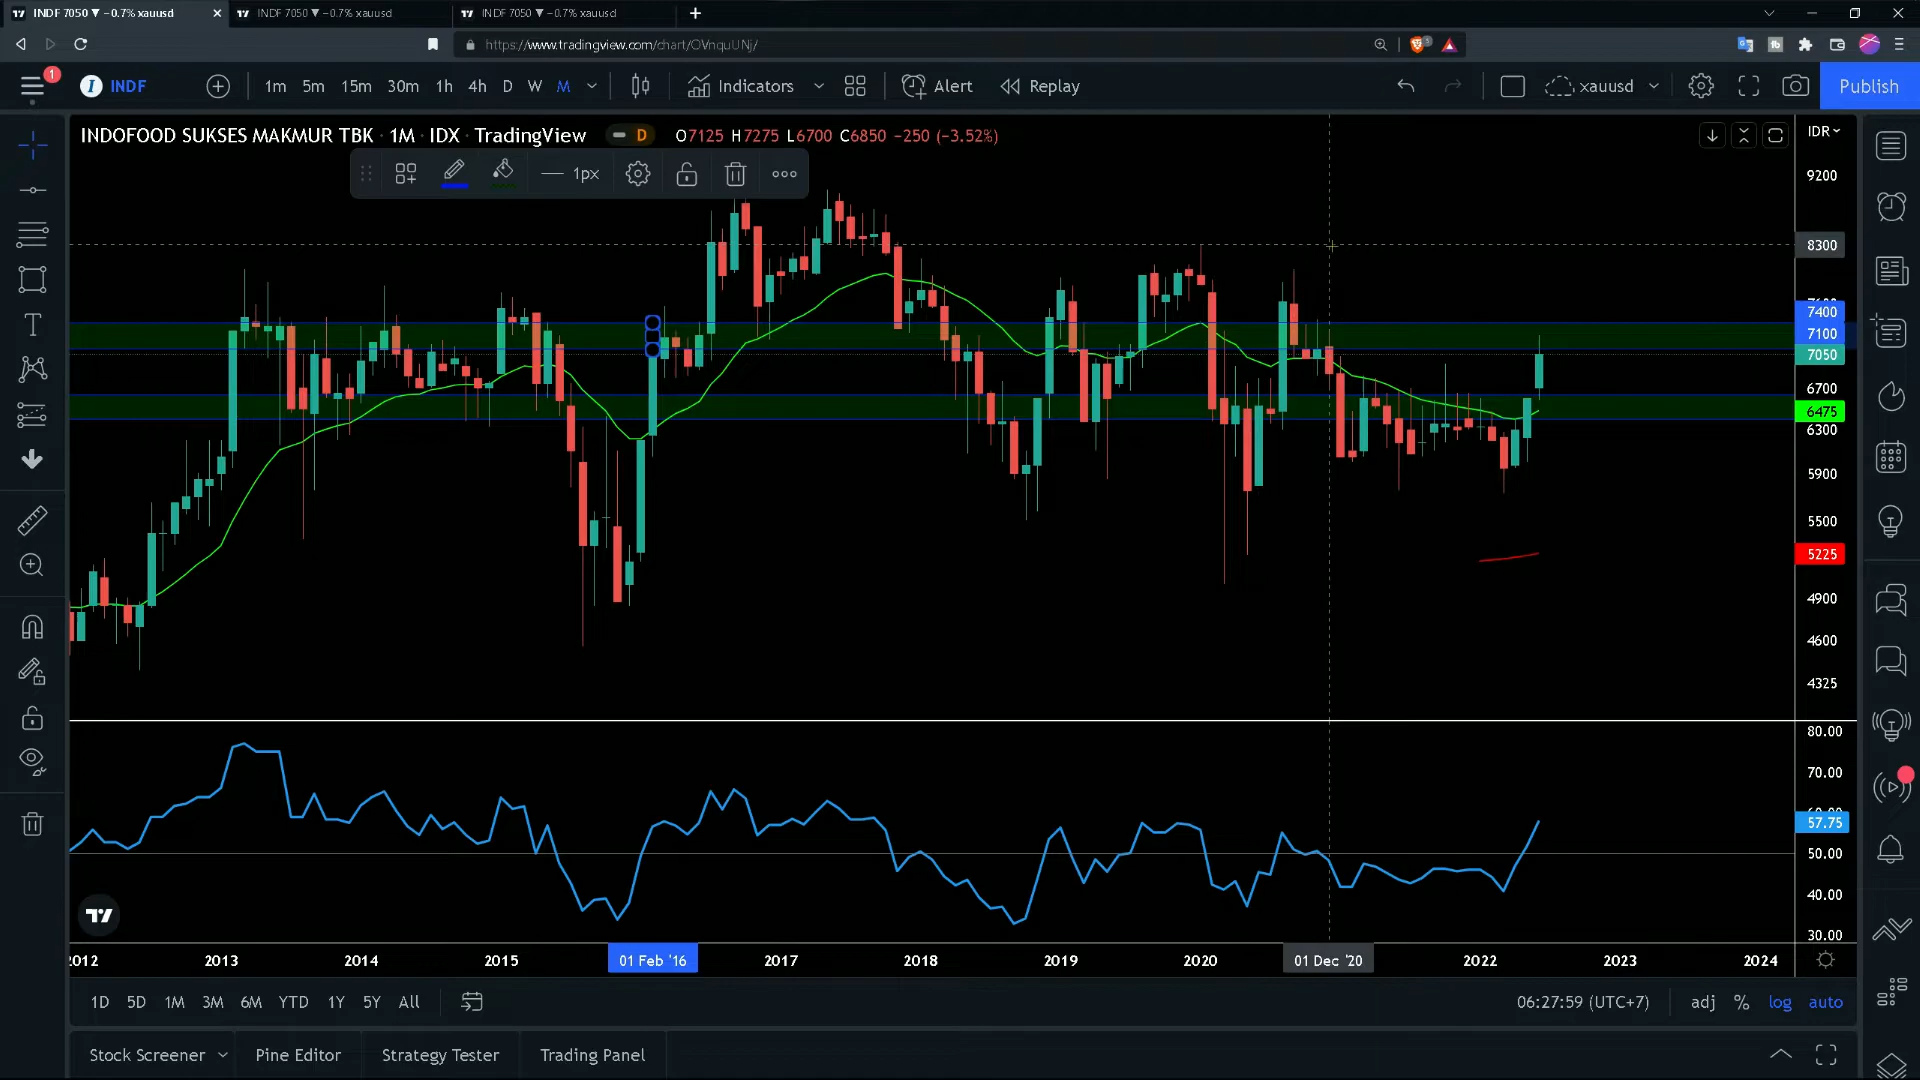 INDF 7050 ▼ −0.7% xauusd
INDF 7050 ▼ −0.7% xauusd
INDF 7050 ▼ −0.7% xauusd
https://www.tradingview.com/chart/OVnquUNj/
1
INDF
1m 5m 15m 30m 1h 4h D W M
Indicators
Alert
Replay
xauusd
Publish
INDOFOOD SUKSES MAKMUR TBK · 1M · IDX · TradingView
D
O7125 H7275 L6700 C6850 −250 (−3.52%)
IDR
1px
9200
8300
7400
7100
7050
6700
6475
6300
5900
5500
5225
4900
4600
4325
80.00
70.00
57.75
50.00
40.00
30.00
2012 2013 2014 2015 01 Feb '16 2017 2018 2019 2020 01 Dec '20 2022 2023 2024
1D 5D 1M 3M 6M YTD 1Y 5Y All
06:27:59 (UTC+7)
adj % log auto
Stock Screener
Pine Editor
Strategy Tester
Trading Panel